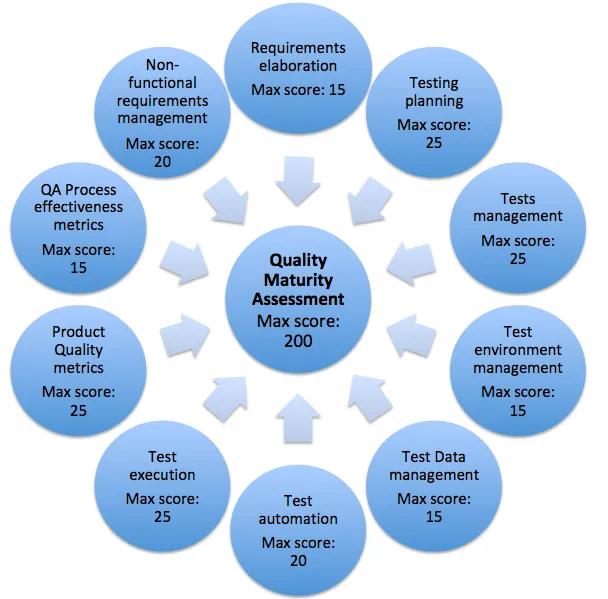 Requirements
elaboration
Max score: 15
Testing
planning
Max score:
25
Tests
management
Max score:
25
Test
environment
management
Max score:
15
Test Data
management
Max score:
15
Test
automation
Max score:
20
Test
execution
Max score:
25
Product
Quality
metrics
Max score:
25
QA Process
effectiveness
metrics
Max score:
15
Non-
functional
requirements
management
Max score:
20
Quality
Maturity
Assessment
Max score:
200